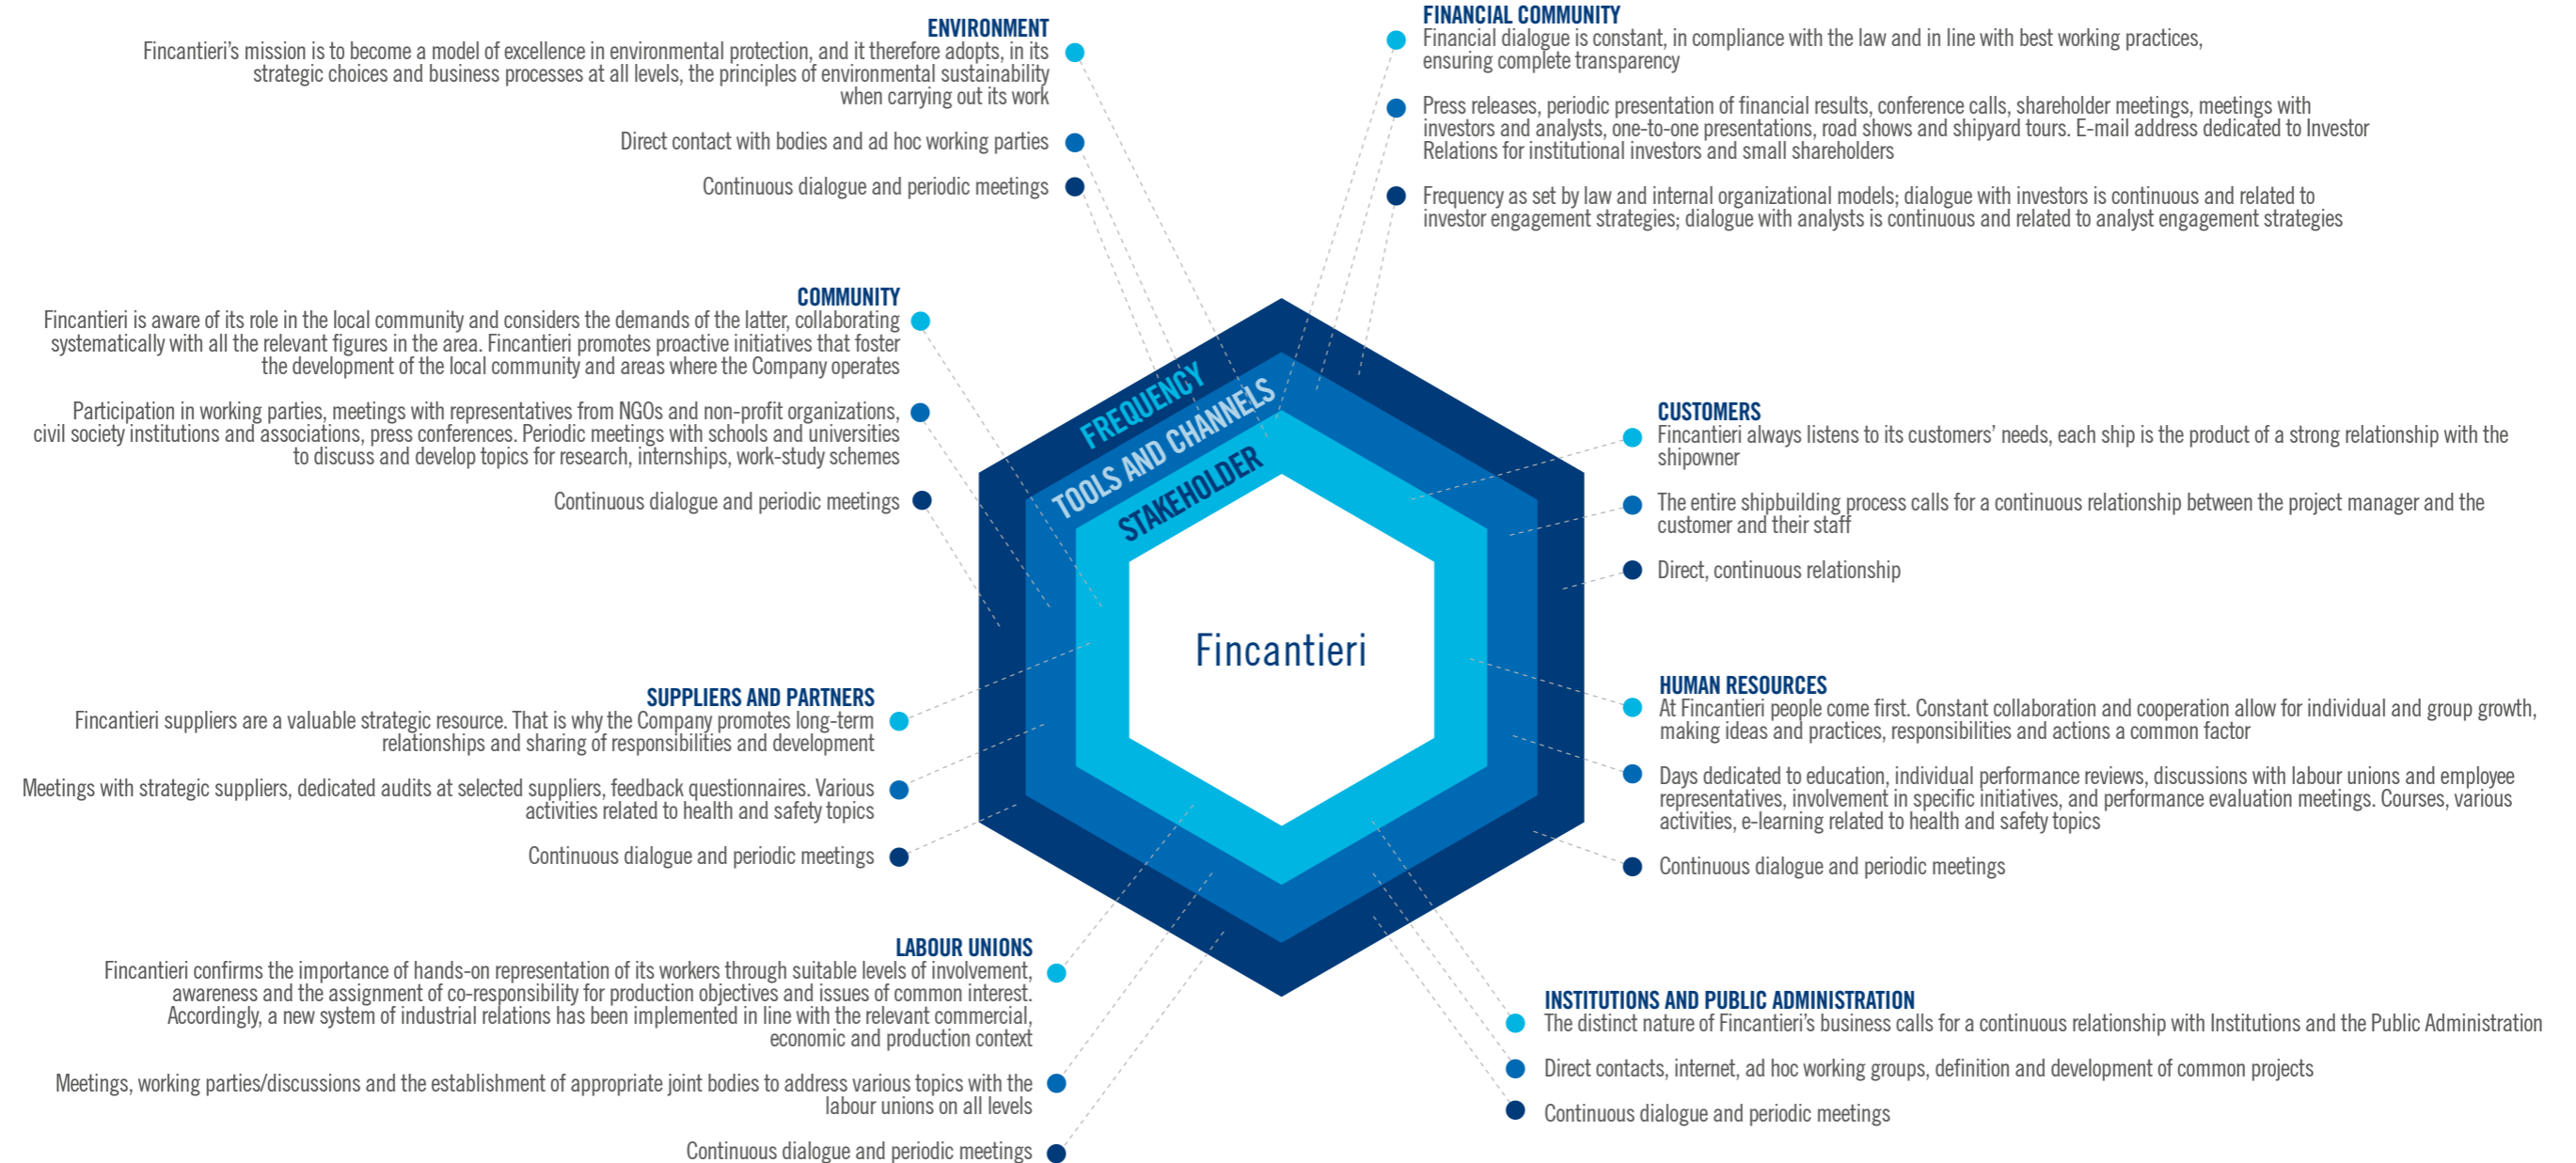 ENVIRONMENT
Fincantieri’s mission is to become a model of excellence in environmental protection, and it therefore adopts, in its
strategic choices and business processes at all levels, the principles of environmental sustainability
when carrying out its work
Direct contact with bodies and ad hoc working parties
Continuous dialogue and periodic meetings
FINANCIAL COMMUNITY
Financial dialogue is constant, in compliance with the law and in line with best working practices,
ensuring complete transparency
Press releases, periodic presentation of financial results, conference calls, shareholder meetings, meetings with
investors and analysts, one-to-one presentations, road shows and shipyard tours. E-mail address dedicated to Investor
Relations for institutional investors and small shareholders
Frequency as set by law and internal organizational models; dialogue with investors is continuous and related to
investor engagement strategies; dialogue with analysts is continuous and related to analyst engagement strategies
COMMUNITY
Fincantieri is aware of its role in the local community and considers the demands of the latter, collaborating
systematically with all the relevant figures in the area. Fincantieri promotes proactive initiatives that foster
the development of the local community and areas where the Company operates
Participation in working parties, meetings with representatives from NGOs and non-profit organizations,
civil society institutions and associations, press conferences. Periodic meetings with schools and universities
to discuss and develop topics for research, internships, work-study schemes
Continuous dialogue and periodic meetings
FREQUENCY
TOOLS AND CHANNELS
STAKEHOLDER
Fincantieri
CUSTOMERS
Fincantieri always listens to its customers’ needs, each ship is the product of a strong relationship with the
shipowner
The entire shipbuilding process calls for a continuous relationship between the project manager and the
customer and their staff
Direct, continuous relationship
SUPPLIERS AND PARTNERS
Fincantieri suppliers are a valuable strategic resource. That is why the Company promotes long-term
relationships and sharing of responsibilities and development
Meetings with strategic suppliers, dedicated audits at selected suppliers, feedback questionnaires. Various
activities related to health and safety topics
Continuous dialogue and periodic meetings
HUMAN RESOURCES
At Fincantieri people come first. Constant collaboration and cooperation allow for individual and group growth,
making ideas and practices, responsibilities and actions a common factor
Days dedicated to education, individual performance reviews, discussions with labour unions and employee
representatives, involvement in specific initiatives, and performance evaluation meetings. Courses, various
activities, e-learning related to health and safety topics
Continuous dialogue and periodic meetings
LABOUR UNIONS
Fincantieri confirms the importance of hands-on representation of its workers through suitable levels of involvement,
awareness and the assignment of co-responsibility for production objectives and issues of common interest.
Accordingly, a new system of industrial relations has been implemented in line with the relevant commercial,
economic and production context
Meetings, working parties/discussions and the establishment of appropriate joint bodies to address various topics with the
labour unions on all levels
Continuous dialogue and periodic meetings
INSTITUTIONS AND PUBLIC ADMINISTRATION
The distinct nature of Fincantieri’s business calls for a continuous relationship with Institutions and the Public Administration
Direct contacts, internet, ad hoc working groups, definition and development of common projects
Continuous dialogue and periodic meetings